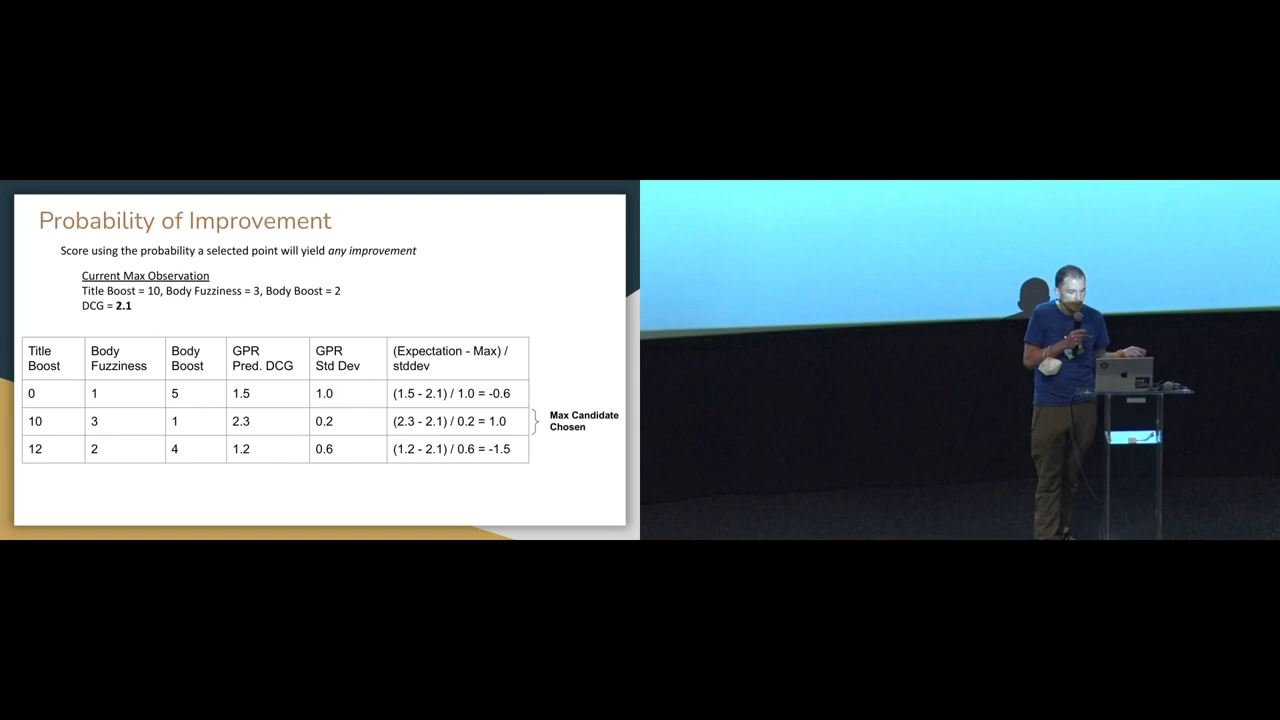 Probability of Improvement
Score using the probability a selected point will yield any improvement
Current Max Observation
Title Boost = 10, Body Fuzziness = 3, Body Boost = 2
DCG = 2.1
Title Boost
Body Fuzziness
Body Boost
GPR Pred. DCG
GPR Std Dev
(Expectation - Max) / stddev
0 1 5 1.5 1.0 (1.5 - 2.1) / 1.0 = -0.6
10 3 1 2.3 0.2 (2.3 - 2.1) / 0.2 = 1.0
12 2 4 1.2 0.6 (1.2 - 2.1) / 0.6 = -1.5
Max Candidate
Chosen